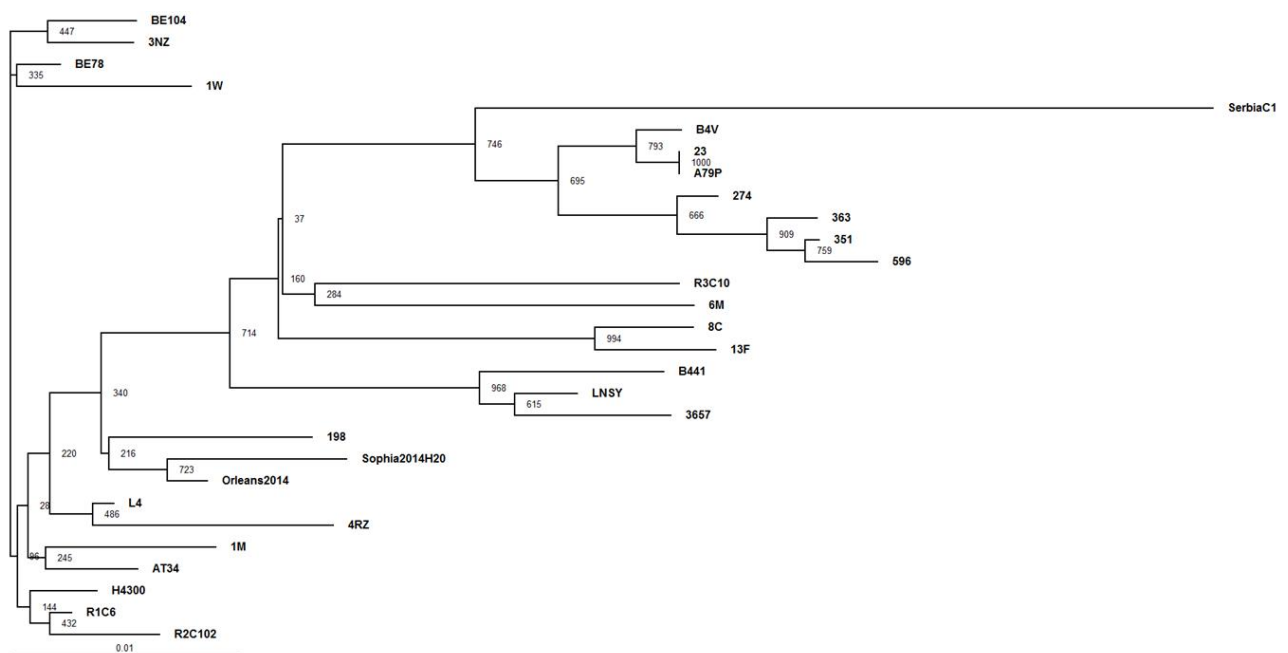 BE104
447
3NZ
BE78
335
1W
SerbiaC1
B4V
746
793
23
1000
A79P
695
274
666
363
909
351
759
596
37
160
R3C10
284
6M
8C
714
994
13F
B441
968
LNSY
615
3657
340
198
216
Sophia2014H20
723
Orleans2014
220
L4
28
486
4RZ
1M
96
245
AT34
H4300
144
R1C6
432
R2C102
0.01